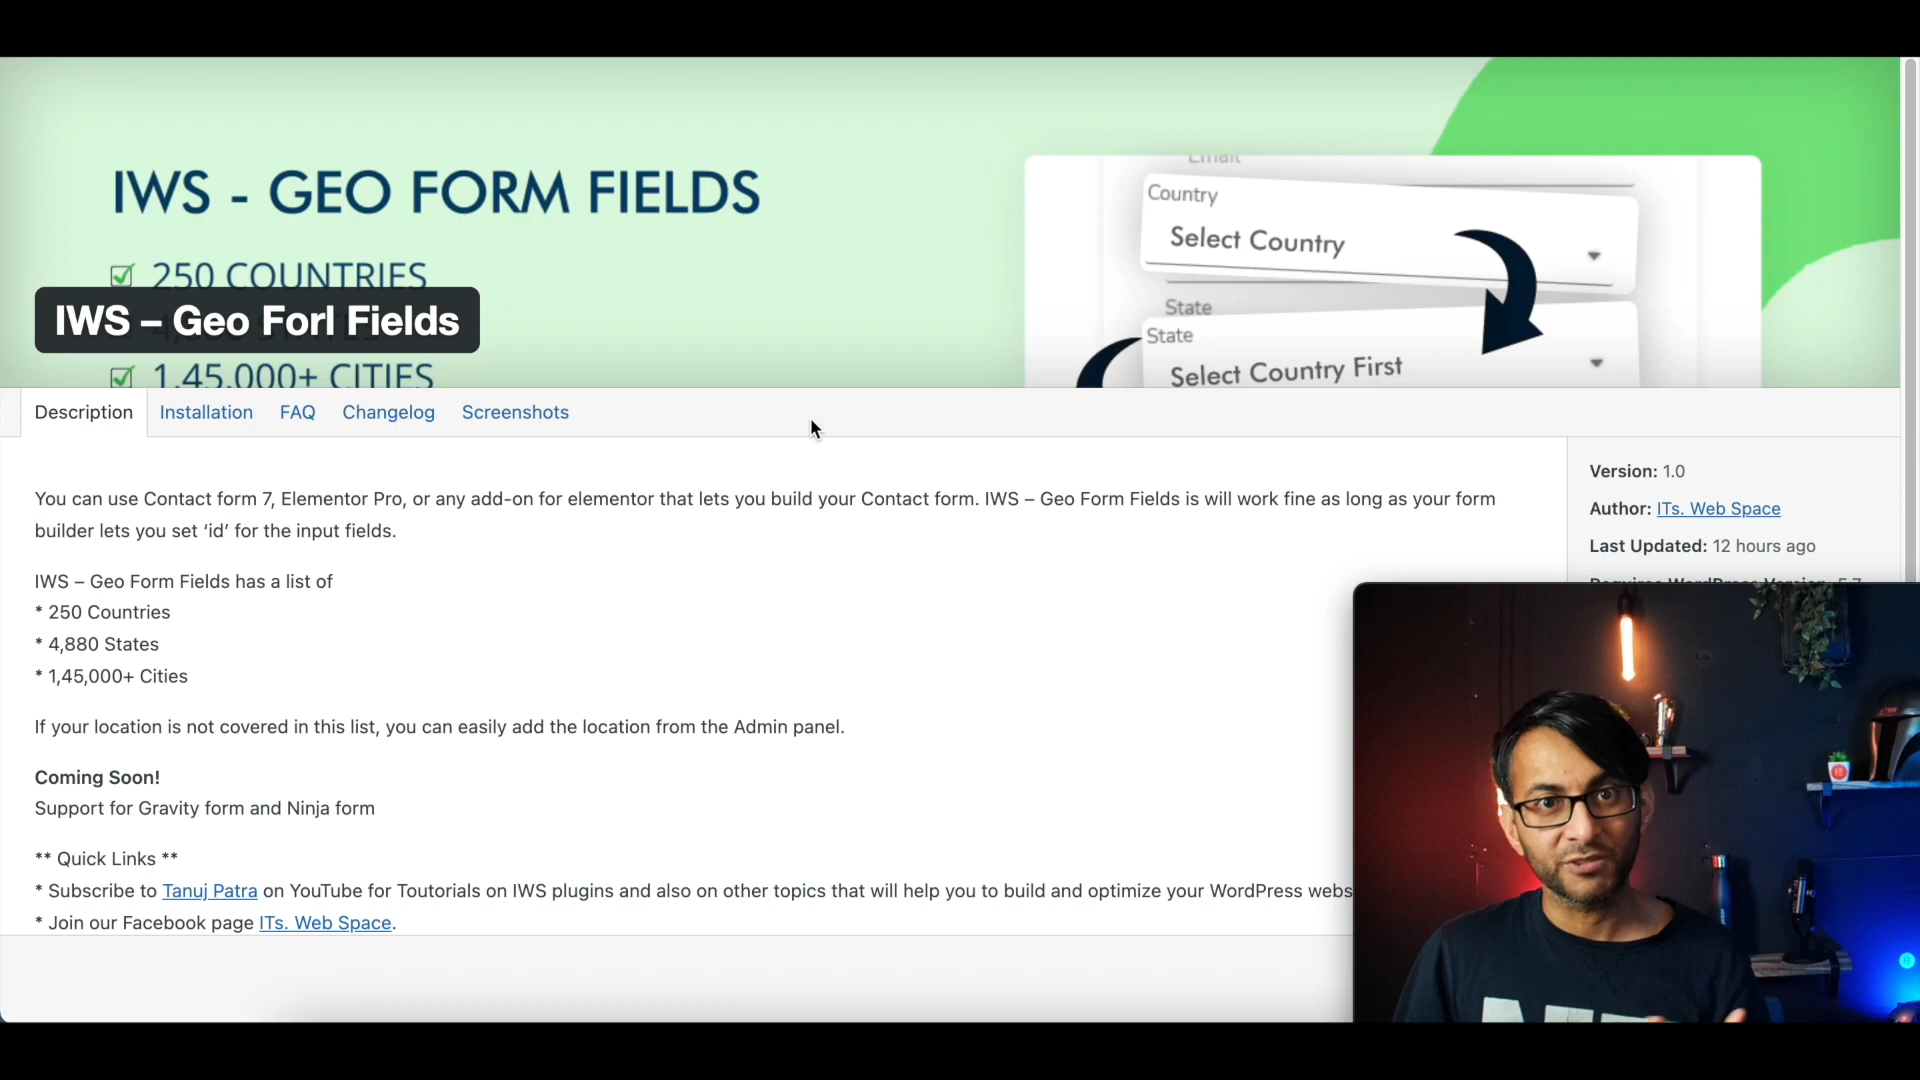 IWS - GEO FORM FIELDS
250 COUNTRIES
IWS – Geo Forl Fields
1,45,000+ CITIES
Email
Country
Select Country
State
State
Select Country First
Description
Installation
FAQ
Changelog
Screenshots
You can use Contact form 7, Elementor Pro, or any add-on for elementor that lets you build your Contact form. IWS – Geo Form Fields is will work fine as long as your form
builder lets you set ‘id’ for the input fields.
IWS – Geo Form Fields has a list of
* 250 Countries
* 4,880 States
* 1,45,000+ Cities
If your location is not covered in this list, you can easily add the location from the Admin panel.
Coming Soon!
Support for Gravity form and Ninja form
** Quick Links **
* Subscribe to Tanuj Patra on YouTube for Toutorials on IWS plugins and also on other topics that will help you to build and optimize your WordPress webs
* Join our Facebook page ITs. Web Space.
Version: 1.0
Author: ITs. Web Space
Last Updated: 12 hours ago
Requires WordPress Version: 5.7